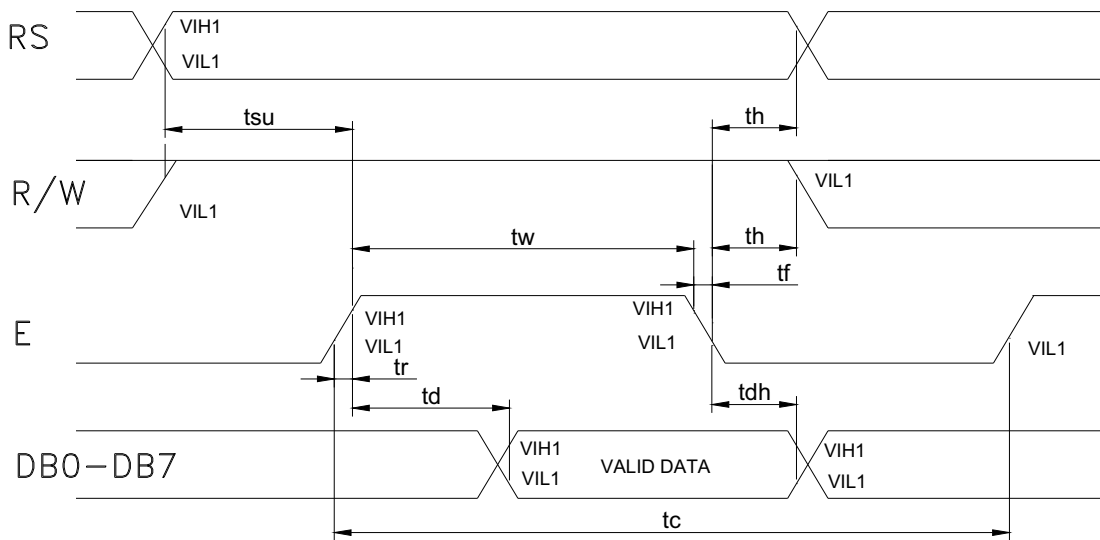 RS
VIH1
VIL1
tsu
th
R/W
VIL1
VIL1
tw
th
tf
E
VIH1
VIL1
VIH1
VIL1
VIL1
tr
td
tdh
DB0-DB7
VIH1
VIL1
VALID DATA
VIH1
VIL1
tc